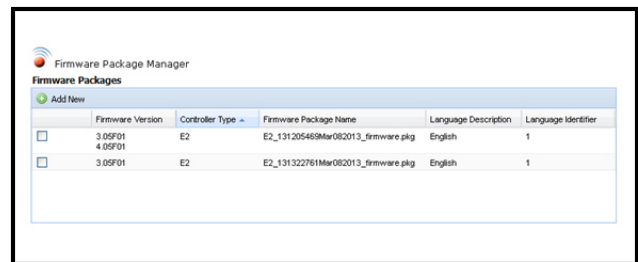 Firmware Package Manager
Firmware Packages
Add New
Firmware Version Controller Type Firmware Package Name Language Description Language Identifier
3.05F01 E2 E2_131205469Mar082013_firmware.pkg English 1
4.05F01
3.05F01 E2 E2_131322761Mar082013_firmware.pkg English 1